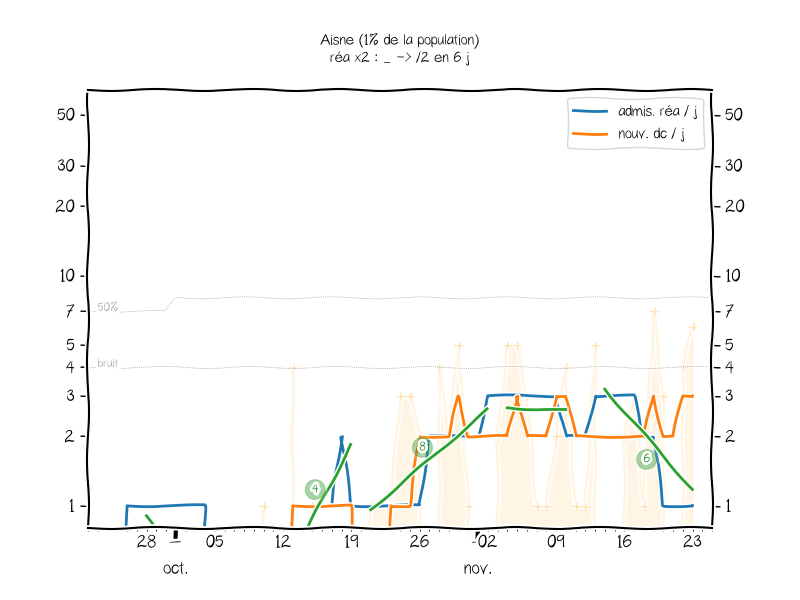 Aisne (1% de la population)
réa x2 : _ -> /2 en 6 j
admis. réa / j
nouv. dc / j
50 50
30 30
20 20
10 10
50%
7 7
5 5
bruit
4 4
3 3
2 2
8
6
4
1 1
28 05 12 19 26 02 09 16 23
oct. nov.